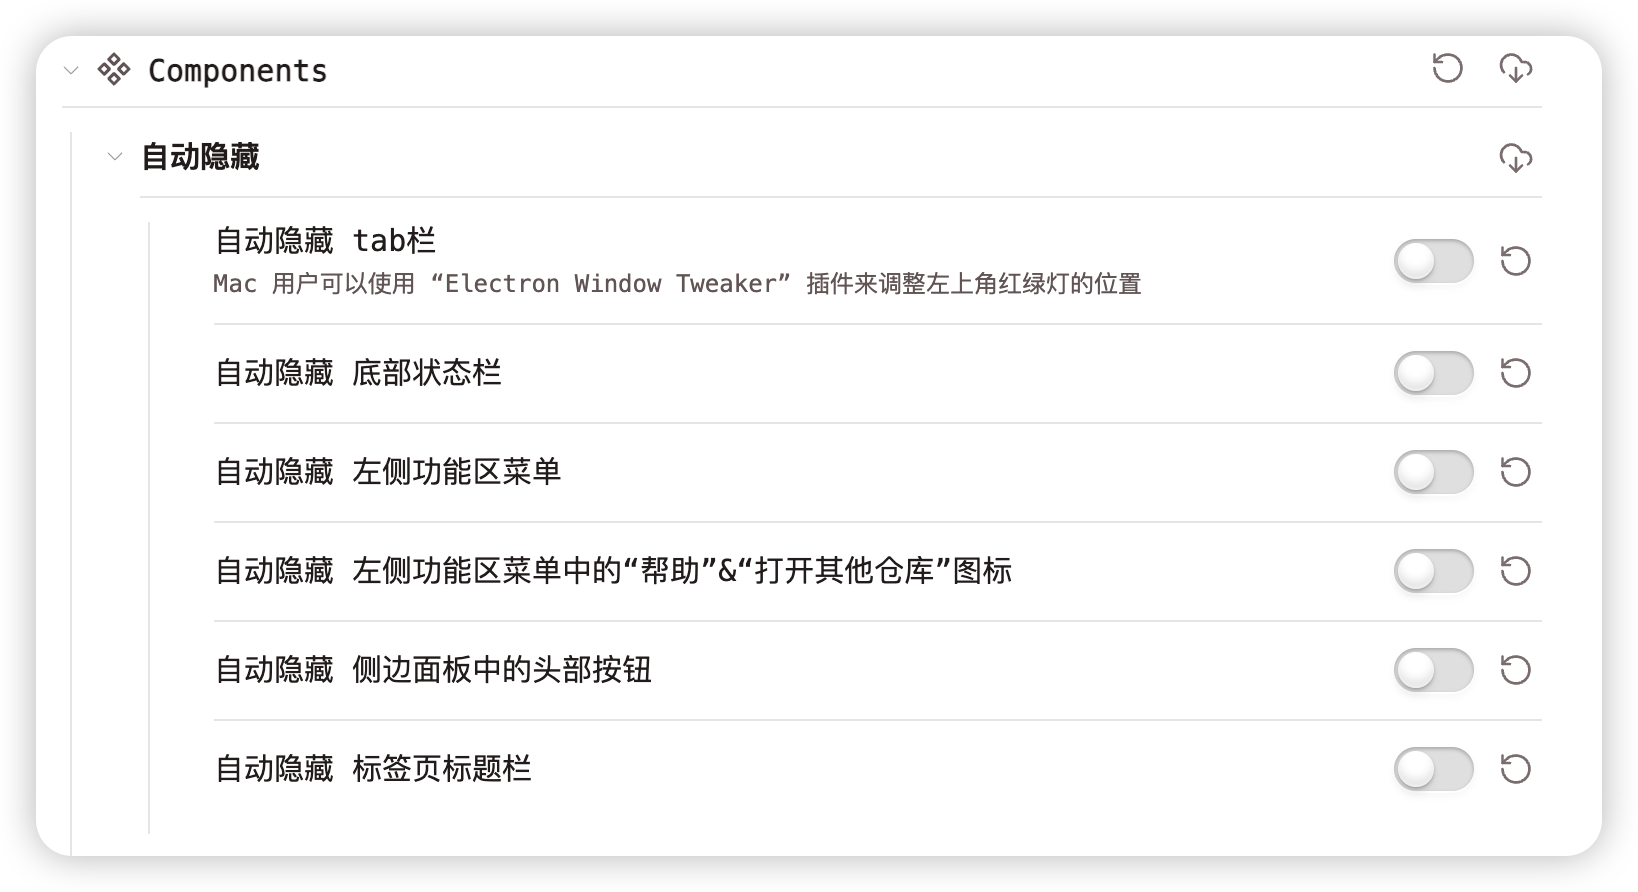 Components
自动隐藏
自动隐藏 tab栏
Mac 用户可以使用 “Electron Window Tweaker” 插件来调整左上角红绿灯的位置
自动隐藏 底部状态栏
自动隐藏 左侧功能区菜单
自动隐藏 左侧功能区菜单中的“帮助”&“打开其他仓库”图标
自动隐藏 侧边面板中的头部按钮
自动隐藏 标签页标题栏